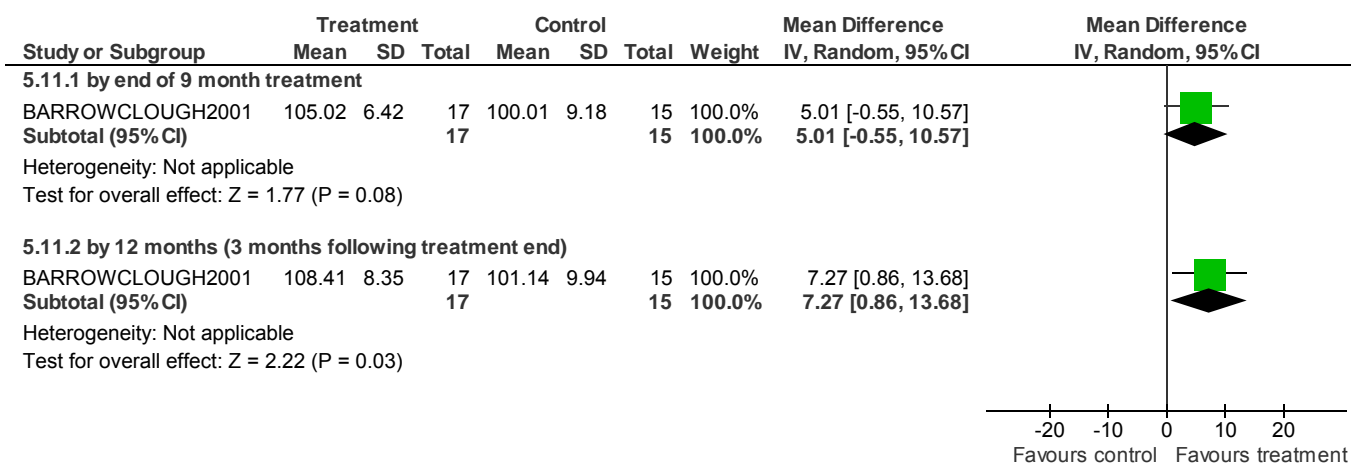 Treatment Control Mean Difference Mean Difference
Study or Subgroup Mean SD Total Mean SD Total Weight IV, Random, 95% CI IV, Random, 95% CI
5.11.1 by end of 9 month treatment
BARROWCLOUGH2001 105.02 6.42 17 100.01 9.18 15 100.0% 5.01 [-0.55, 10.57]
Subtotal (95% CI) 17 15 100.0% 5.01 [-0.55, 10.57]
Heterogeneity: Not applicable
Test for overall effect: Z = 1.77 (P = 0.08)
5.11.2 by 12 months (3 months following treatment end)
BARROWCLOUGH2001 108.41 8.35 17 101.14 9.94 15 100.0% 7.27 [0.86, 13.68]
Subtotal (95% CI) 17 15 100.0% 7.27 [0.86, 13.68]
Heterogeneity: Not applicable
Test for overall effect: Z = 2.22 (P = 0.03)
-20 -10 0 10 20
Favours control Favours treatment